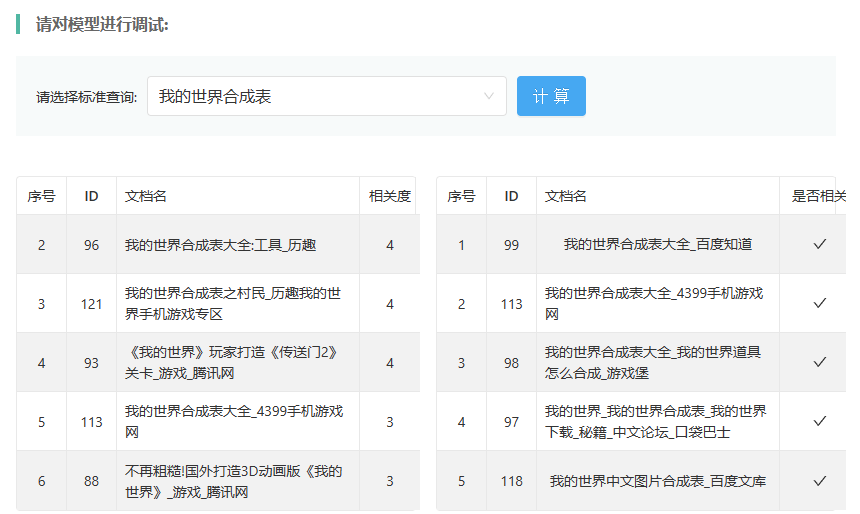 请对模型进行调试:
请选择标准查询: 我的世界合成表 计 算
序号 ID 文档名 相关度
2 96 我的世界合成表大全:工具_历趣 4
3 121 我的世界合成表之村民_历趣我的世
界手机游戏专区 4
4 93 《我的世界》玩家打造《传送门2》
关卡_游戏_腾讯网 4
5 113 我的世界合成表大全_4399手机游戏
网 3
6 88 不再粗糙!国外打造3D动画版《我的
世界》_游戏_腾讯网 3
序号 ID 文档名 是否相关
1 99 我的世界合成表大全_百度知道 ✓
2 113 我的世界合成表大全_4399手机游戏
网 ✓
3 98 我的世界合成表大全_我的世界道具
怎么合成_游戏堡 ✓
4 97 我的世界_我的世界合成表_我的世界
下载_秘籍_中文论坛_口袋巴士 ✓
5 118 我的世界中文图片合成表_百度文库 ✓